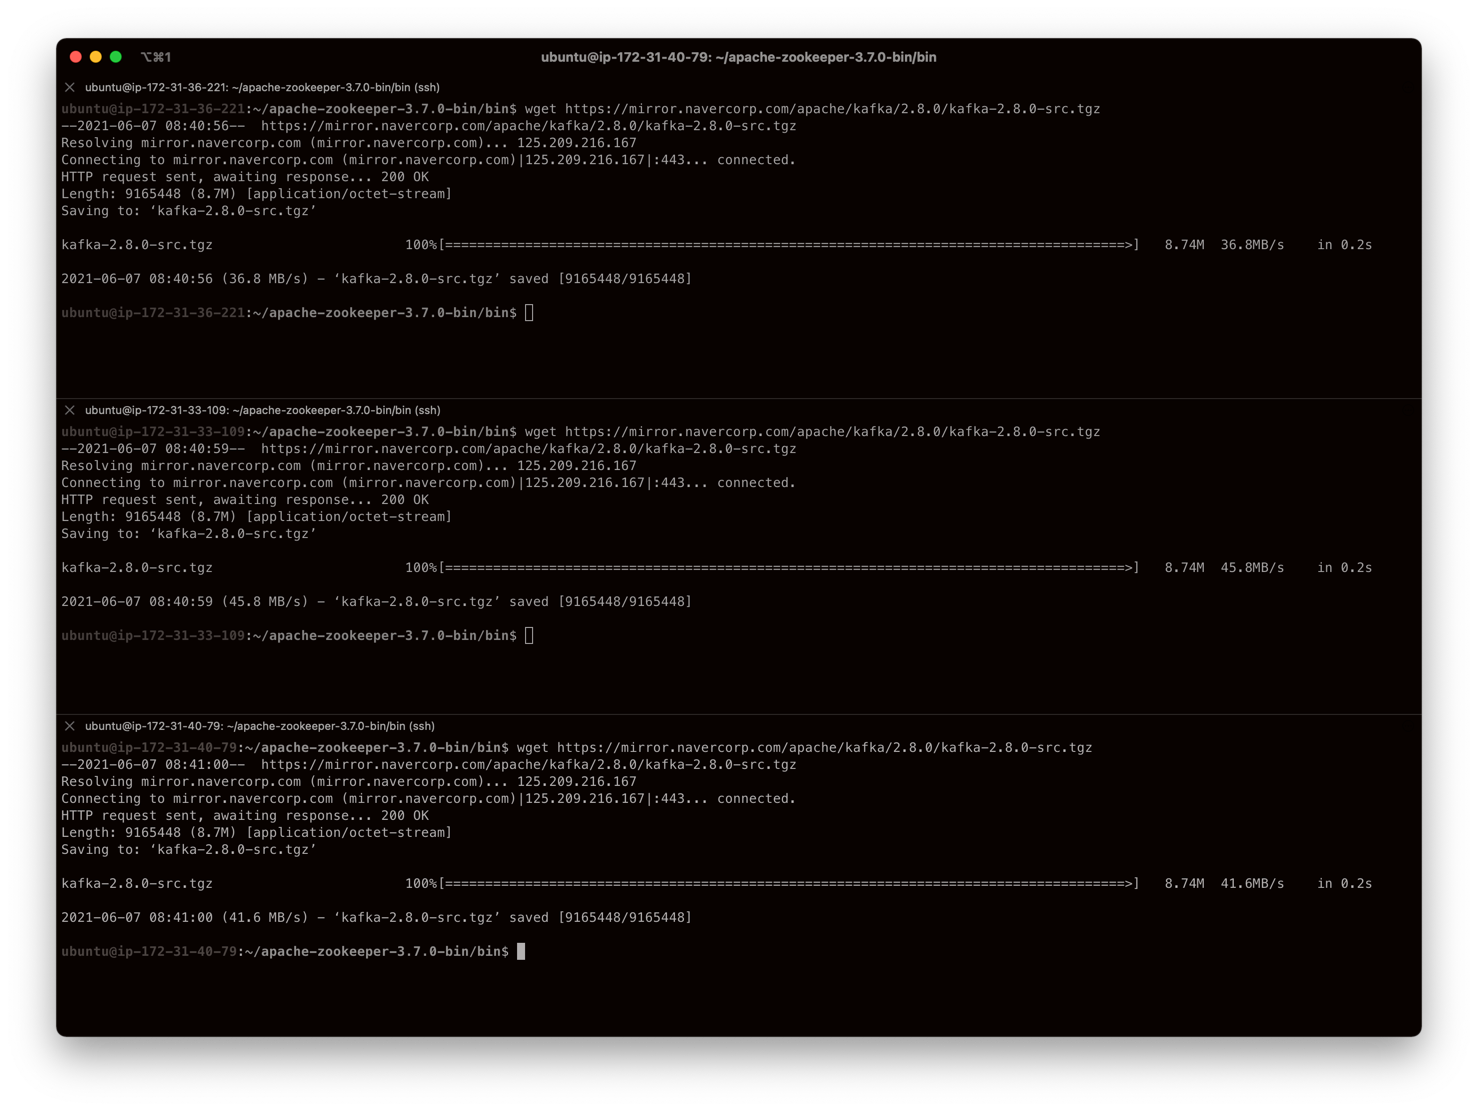 ⌥⌘1
ubuntu@ip-172-31-40-79: ~/apache-zookeeper-3.7.0-bin/bin
ubuntu@ip-172-31-36-221: ~/apache-zookeeper-3.7.0-bin/bin (ssh)
ubuntu@ip-172-31-36-221:~/apache-zookeeper-3.7.0-bin/bin$ wget https://mirror.navercorp.com/apache/kafka/2.8.0/kafka-2.8.0-src.tgz
--2021-06-07 08:40:56--  https://mirror.navercorp.com/apache/kafka/2.8.0/kafka-2.8.0-src.tgz
Resolving mirror.navercorp.com (mirror.navercorp.com)... 125.209.216.167
Connecting to mirror.navercorp.com (mirror.navercorp.com)|125.209.216.167|:443... connected.
HTTP request sent, awaiting response... 200 OK
Length: 9165448 (8.7M) [application/octet-stream]
Saving to: ‘kafka-2.8.0-src.tgz’
kafka-2.8.0-src.tgz 100%[=====================================================================================>] 8.74M 36.8MB/s in 0.2s
2021-06-07 08:40:56 (36.8 MB/s) - ‘kafka-2.8.0-src.tgz’ saved [9165448/9165448]
ubuntu@ip-172-31-36-221:~/apache-zookeeper-3.7.0-bin/bin$
ubuntu@ip-172-31-33-109: ~/apache-zookeeper-3.7.0-bin/bin (ssh)
ubuntu@ip-172-31-33-109:~/apache-zookeeper-3.7.0-bin/bin$ wget https://mirror.navercorp.com/apache/kafka/2.8.0/kafka-2.8.0-src.tgz
--2021-06-07 08:40:59--  https://mirror.navercorp.com/apache/kafka/2.8.0/kafka-2.8.0-src.tgz
Resolving mirror.navercorp.com (mirror.navercorp.com)... 125.209.216.167
Connecting to mirror.navercorp.com (mirror.navercorp.com)|125.209.216.167|:443... connected.
HTTP request sent, awaiting response... 200 OK
Length: 9165448 (8.7M) [application/octet-stream]
Saving to: ‘kafka-2.8.0-src.tgz’
kafka-2.8.0-src.tgz 100%[=====================================================================================>] 8.74M 45.8MB/s in 0.2s
2021-06-07 08:40:59 (45.8 MB/s) - ‘kafka-2.8.0-src.tgz’ saved [9165448/9165448]
ubuntu@ip-172-31-33-109:~/apache-zookeeper-3.7.0-bin/bin$
ubuntu@ip-172-31-40-79: ~/apache-zookeeper-3.7.0-bin/bin (ssh)
ubuntu@ip-172-31-40-79:~/apache-zookeeper-3.7.0-bin/bin$ wget https://mirror.navercorp.com/apache/kafka/2.8.0/kafka-2.8.0-src.tgz
--2021-06-07 08:41:00--  https://mirror.navercorp.com/apache/kafka/2.8.0/kafka-2.8.0-src.tgz
Resolving mirror.navercorp.com (mirror.navercorp.com)... 125.209.216.167
Connecting to mirror.navercorp.com (mirror.navercorp.com)|125.209.216.167|:443... connected.
HTTP request sent, awaiting response... 200 OK
Length: 9165448 (8.7M) [application/octet-stream]
Saving to: ‘kafka-2.8.0-src.tgz’
kafka-2.8.0-src.tgz 100%[=====================================================================================>] 8.74M 41.6MB/s in 0.2s
2021-06-07 08:41:00 (41.6 MB/s) - ‘kafka-2.8.0-src.tgz’ saved [9165448/9165448]
ubuntu@ip-172-31-40-79:~/apache-zookeeper-3.7.0-bin/bin$